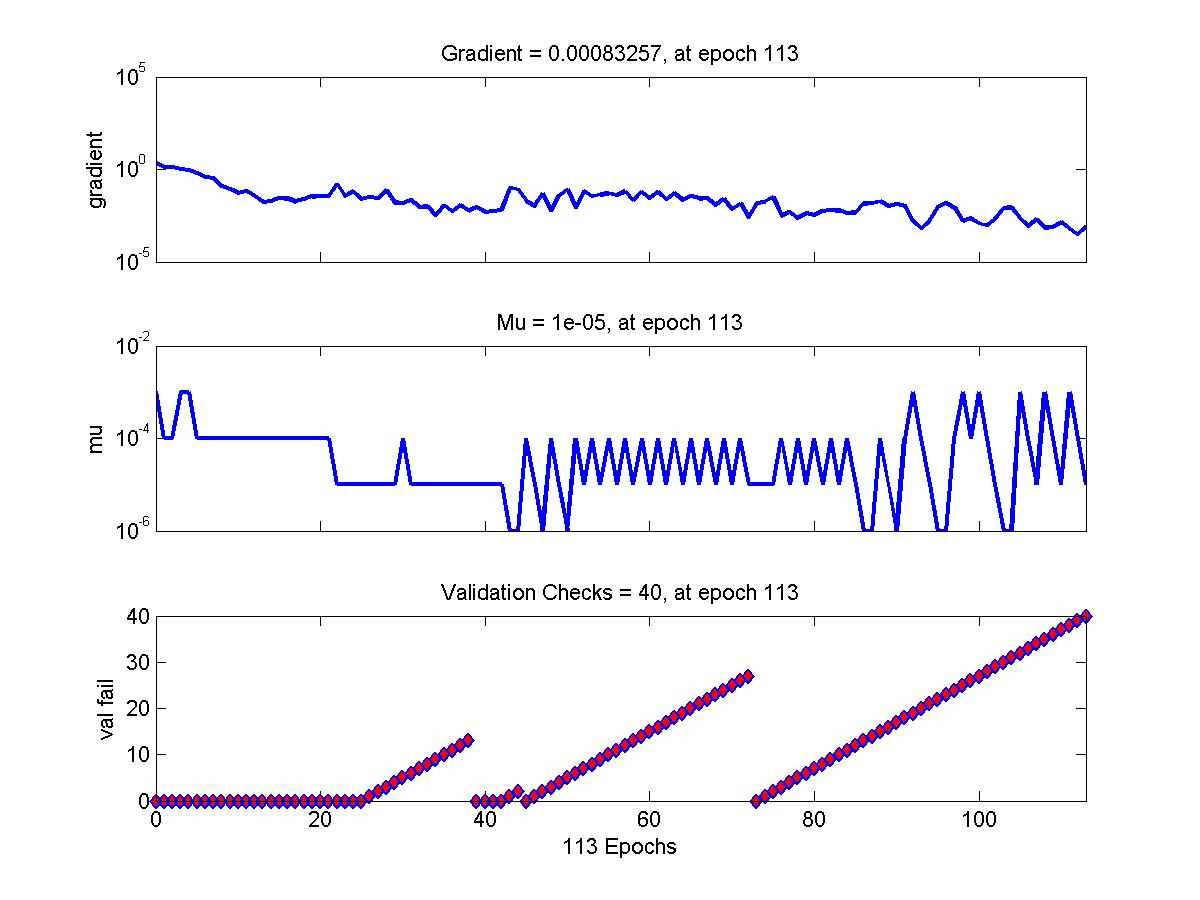 Gradient = 0.00083257, at epoch 113
10^5
10^0
10^-5
gradient
Mu = 1e-05, at epoch 113
10^-2
10^-4
10^-6
mu
Validation Checks = 40, at epoch 113
40
30
20
10
0
val fail
0 20 40 60 80 100
113 Epochs